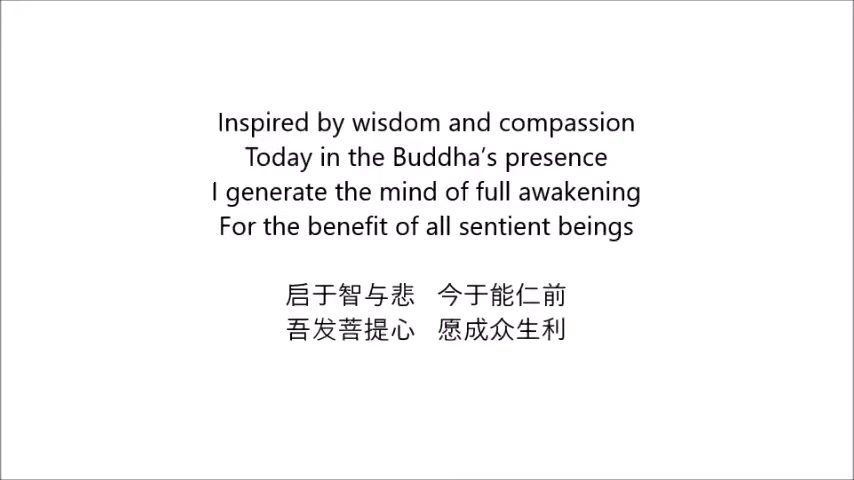 Inspired by wisdom and compassion
Today in the Buddha's presence
I generate the mind of full awakening
For the benefit of all sentient beings
启于智与悲 今于能仁前
吾发菩提心 愿成众生利